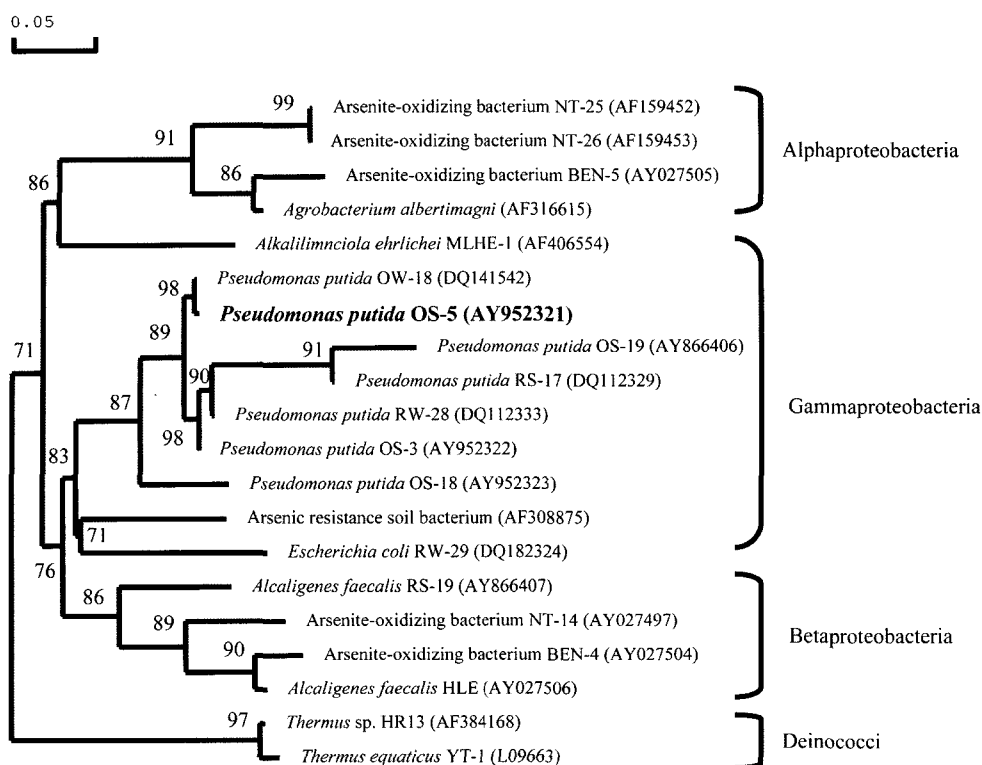 0.05
99
Arsenite-oxidizing bacterium NT-25 (AF159452)
Arsenite-oxidizing bacterium NT-26 (AF159453)
91
Alphaproteobacteria
86
Arsenite-oxidizing bacterium BEN-5 (AY027505)
86
Agrobacterium albertimagni (AF316615)
Alkalilimnciola ehrlichei MLHE-1 (AF406554)
Pseudomonas putida OW-18 (DQ141542)
98
Pseudomonas putida OS-5 (AY952321)
89
91
Pseudomonas putida OS-19 (AY866406)
71
90
Pseudomonas putida RS-17 (DQ112329)
87
Pseudomonas putida RW-28 (DQ112333)
Gammaproteobacteria
98
Pseudomonas putida OS-3 (AY952322)
83
Pseudomonas putida OS-18 (AY952323)
Arsenic resistance soil bacterium (AF308875)
71
Escherichia coli RW-29 (DQ182324)
76
86
Alcaligenes faecalis RS-19 (AY866407)
89
Arsenite-oxidizing bacterium NT-14 (AY027497)
Betaproteobacteria
90
Arsenite-oxidizing bacterium BEN-4 (AY027504)
Alcaligenes faecalis HLE (AY027506)
97
Thermus sp. HR13 (AF384168)
Deinococci
Thermus equaticus YT-1 (L09663)